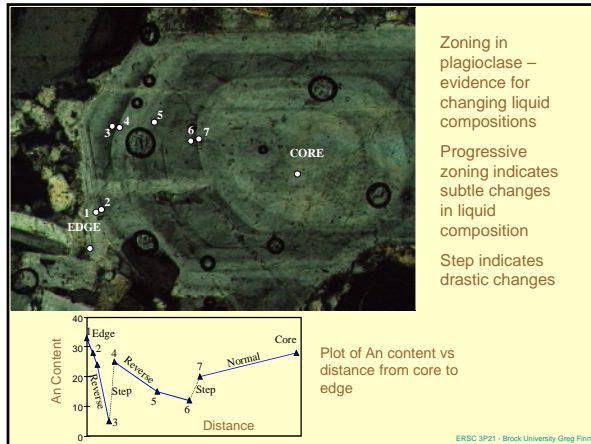 Zoning in
plagioclase –
evidence for
changing liquid
compositions
Progressive
zoning indicates
subtle changes
in liquid
composition
Step indicates
drastic changes
3
4
5
6
7
CORE
1
2
EDGE
40
30
20
10
0
An Content
1
Edge
2
Reverse
3
4
Step
Reverse
5
6
Step
7
Normal
Core
Distance
Plot of An content vs
distance from core to
edge
ERSC 3P21 - Brock University Greg Finn